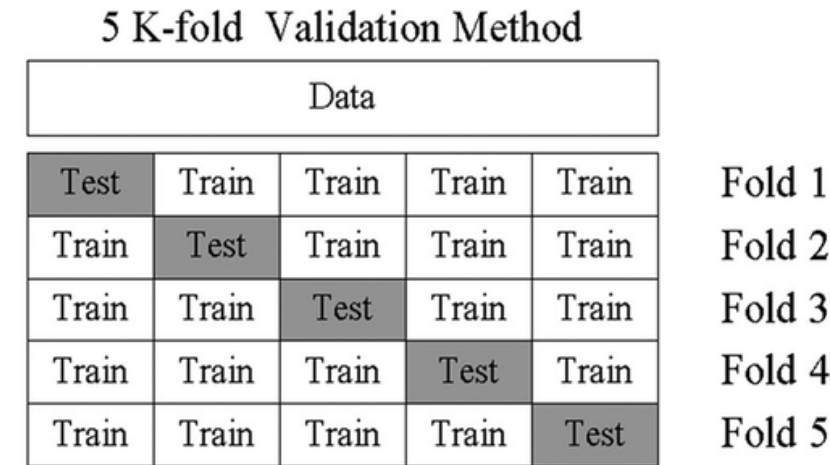 5 K-fold Validation Method
Data
Test Train Train Train Train Fold 1
Train Test Train Train Train Fold 2
Train Train Test Train Train Fold 3
Train Train Train Test Train Fold 4
Train Train Train Train Test Fold 5